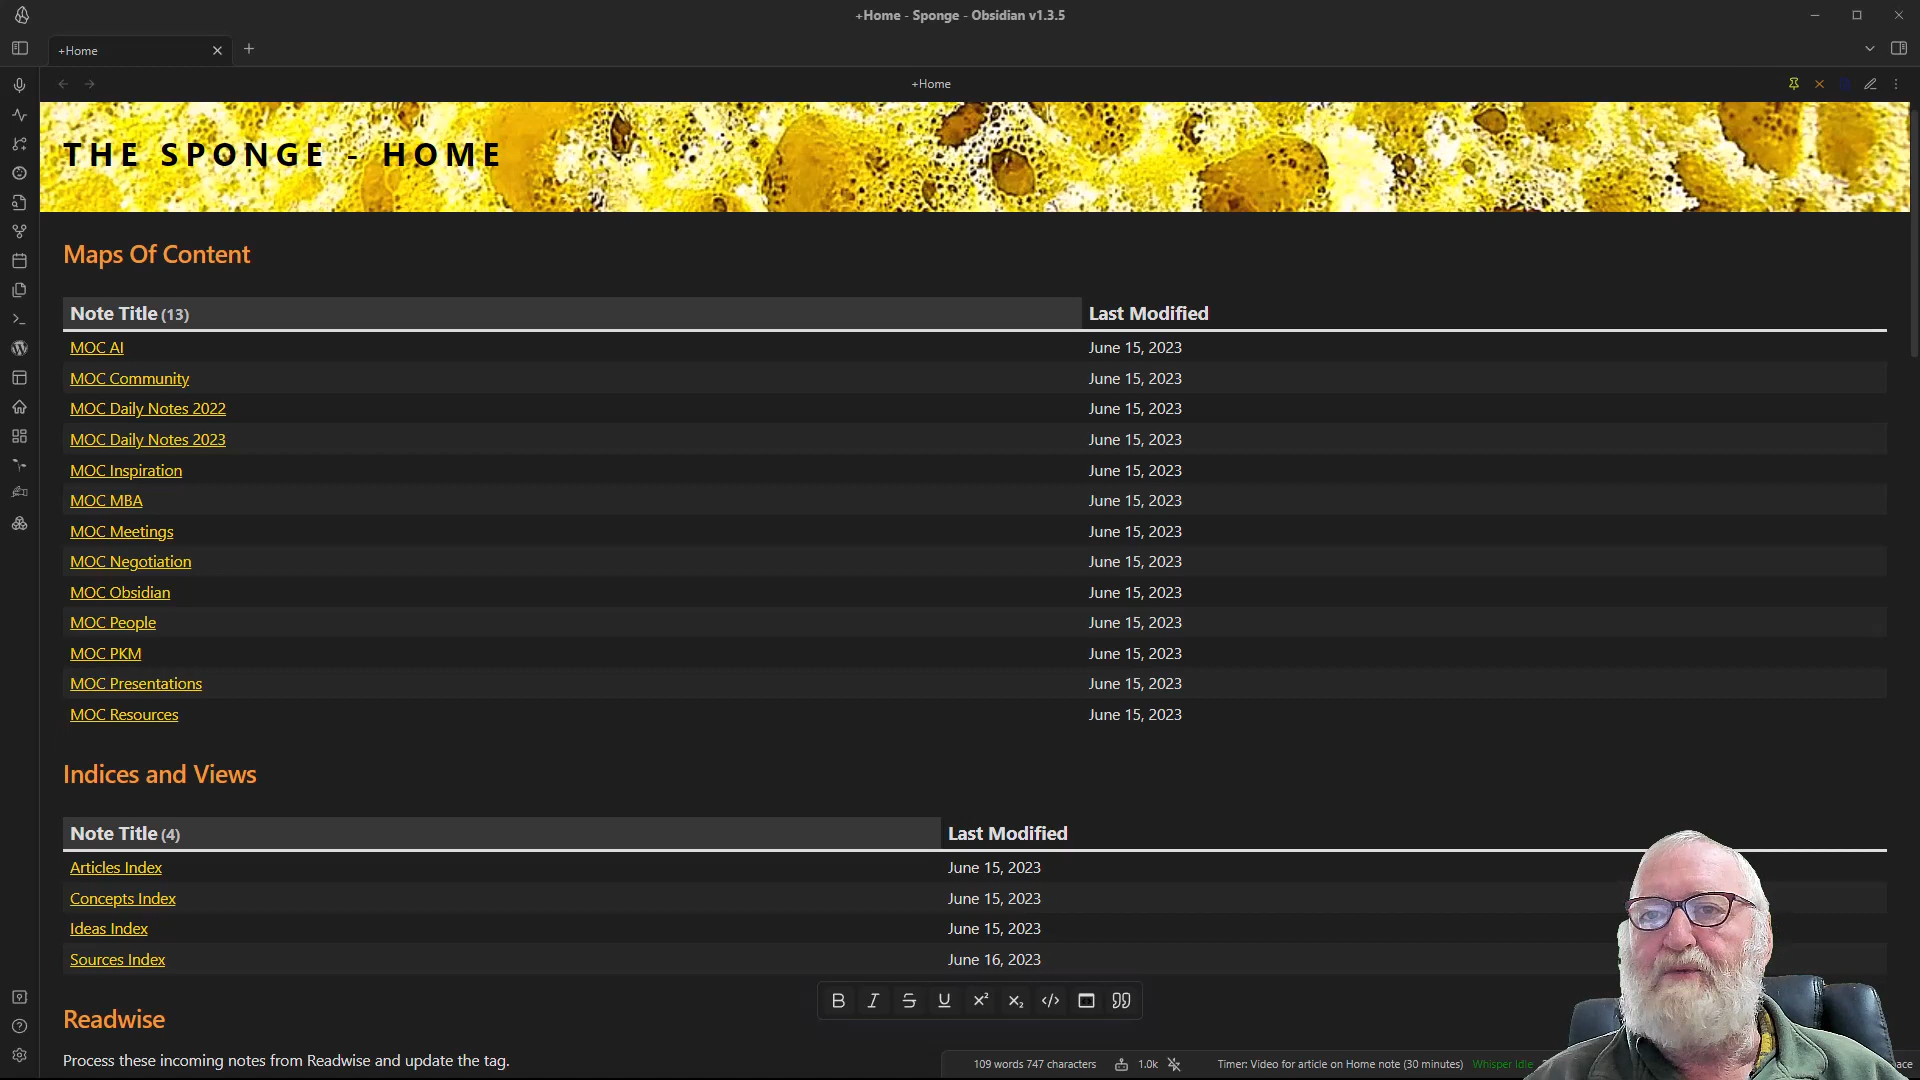 +Home - Sponge - Obsidian v1.3.5
+Home
+Home
THE SPONGE - HOME
Maps Of Content
Note Title (13) Last Modified
MOC AI June 15, 2023
MOC Community June 15, 2023
MOC Daily Notes 2022 June 15, 2023
MOC Daily Notes 2023 June 15, 2023
MOC Inspiration June 15, 2023
MOC MBA June 15, 2023
MOC Meetings June 15, 2023
MOC Negotiation June 15, 2023
MOC Obsidian June 15, 2023
MOC People June 15, 2023
MOC PKM June 15, 2023
MOC Presentations June 15, 2023
MOC Resources June 15, 2023
Indices and Views
Note Title (4) Last Modified
Articles Index June 15, 2023
Concepts Index June 15, 2023
Ideas Index June 15, 2023
Sources Index June 16, 2023
Readwise
Process these incoming notes from Readwise and update the tag.
109 words 747 characters 1.0k Timer: Video for article on Home note (30 minutes) Whisper Idle